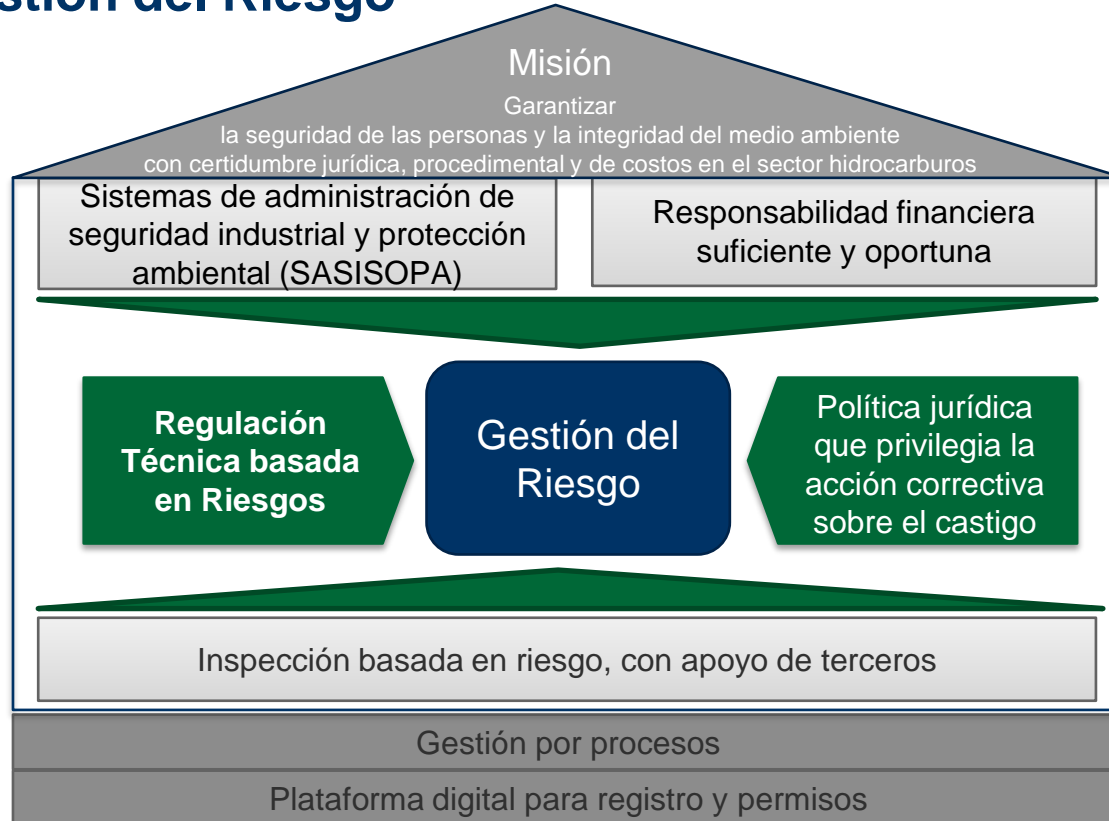 stión del Riesgo
Misión
Garantizar
la seguridad de las personas y la integridad del medio ambiente
con certidumbre jurídica, procedimental y de costos en el sector hidrocarburos
Sistemas de administración de
seguridad industrial y protección
ambiental (SASISOPA)
Responsabilidad financiera
suficiente y oportuna
Regulación
Técnica basada
en Riesgos
Gestión del
Riesgo
Política jurídica
que privilegia la
acción correctiva
sobre el castigo
Inspección basada en riesgo, con apoyo de terceros
Gestión por procesos
Plataforma digital para registro y permisos